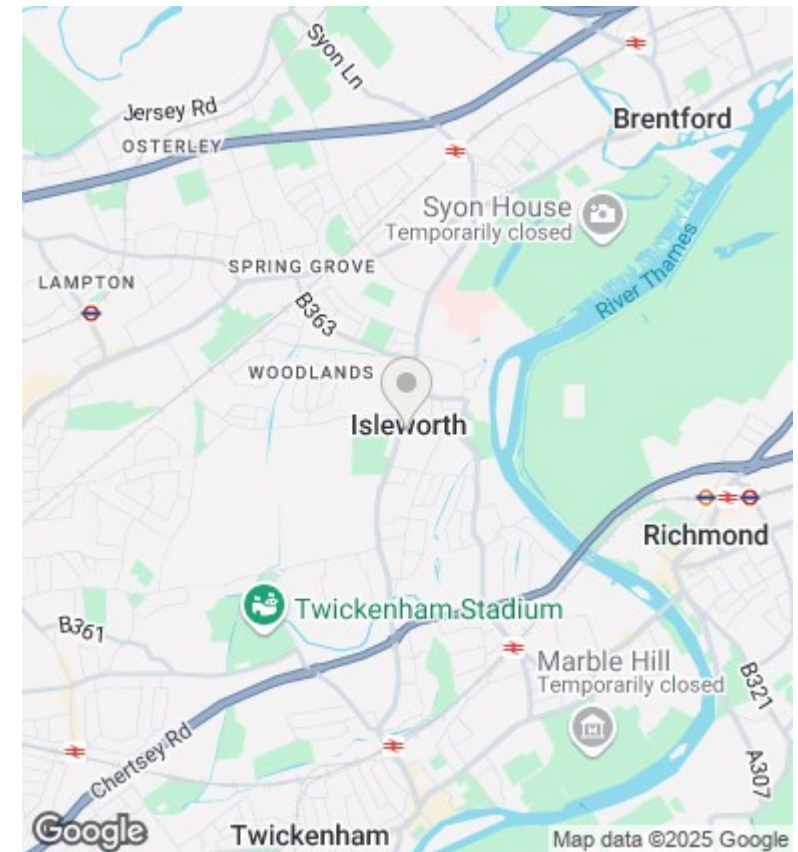 Syon Ln
Jersey Rd
OSTERLEY
Brentford
Syon House
Temporarily closed
SPRING GROVE
LAMPTON
River Thames
B363
WOODLANDS
Isleworth
Richmond
Twickenham Stadium
B361
Marble Hill
Temporarily closed
B321
Chertsey Rd
A307
Twickenham
Google
Map data ©2025 Google